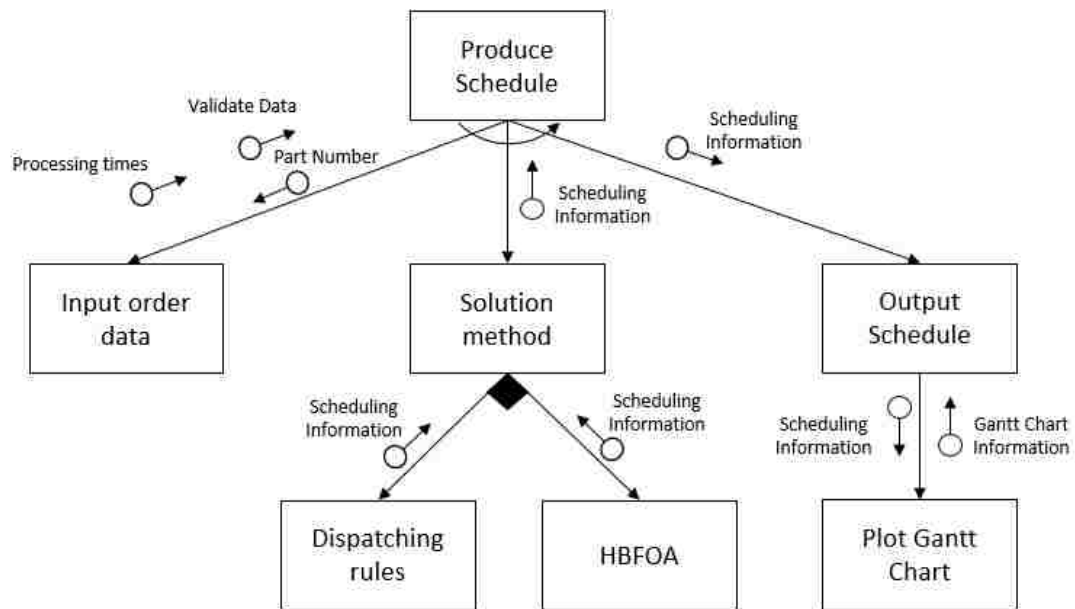 Produce
Schedule
Validate Data
Scheduling
Information
Processing times
Part Number
Scheduling
Information
Input order
data
Solution
method
Output
Schedule
Scheduling
Information
Scheduling
Information
Scheduling
Information
Gantt Chart
Information
Dispatching
rules
HBFOA
Plot Gantt
Chart